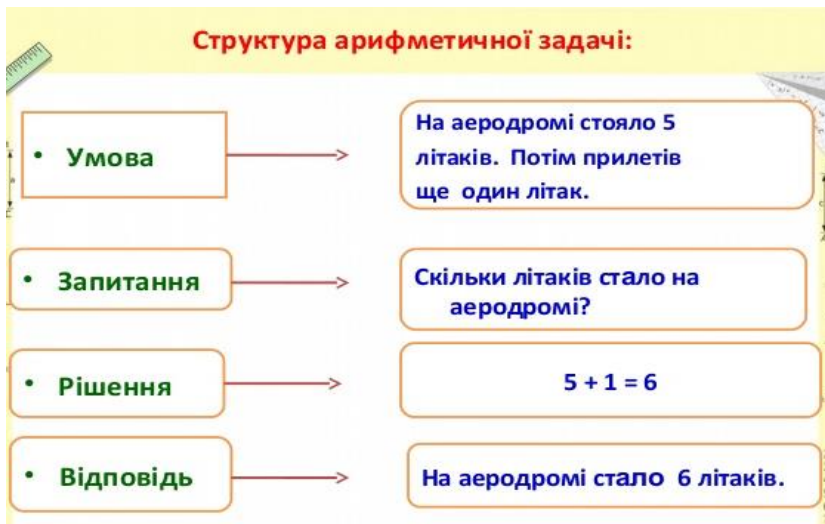 Структура арифметичної задачі:
• Умова
На аеродромі стояло 5
літаків. Потім прилетів
ще один літак.
• Запитання
Скільки літаків стало на
аеродромі?
• Рішення
5 + 1 = 6
• Відповідь
На аеродромі стало 6 літаків.